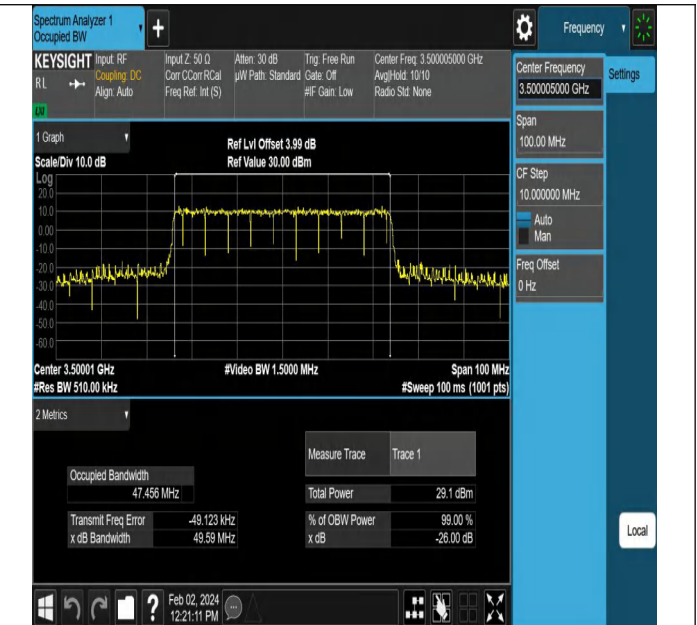 Spectrum Analyzer 1
Occupied BW
+
Frequency
KEYSIGHT Input: RF Input Z: 50 Ω Atten: 30 dB Trig: Free Run Center Freq: 3.500005000 GHz
RL Coupling: DC Corr CCorr RCal µW Path: Standard Gate: Off Avg|Hold: 10/10
Align: Auto Freq Ref: Int (S) #IF Gain: Low Radio Std: None
LXI
Center Frequency
3.500005000 GHz
Settings
Span
100.00 MHz
CF Step
10.000000 MHz
Auto
Man
Freq Offset
0 Hz
1 Graph
Ref Lvl Offset 3.99 dB
Scale/Div 10.0 dB Ref Value 30.00 dBm
Log
20.0
10.0
0.00
-10.0
-20.0
-30.0
-40.0
-50.0
-60.0
Center 3.50001 GHz #Video BW 1.5000 MHz Span 100 MHz
#Res BW 510.00 kHz #Sweep 100 ms (1001 pts)
2 Metrics
Measure Trace Trace 1
Occupied Bandwidth
47.456 MHz
Total Power 29.1 dBm
Transmit Freq Error -49.123 kHz % of OBW Power 99.00 %
x dB Bandwidth 49.59 MHz x dB -26.00 dB
Local
? Feb 02, 2024
12:21:11 PM